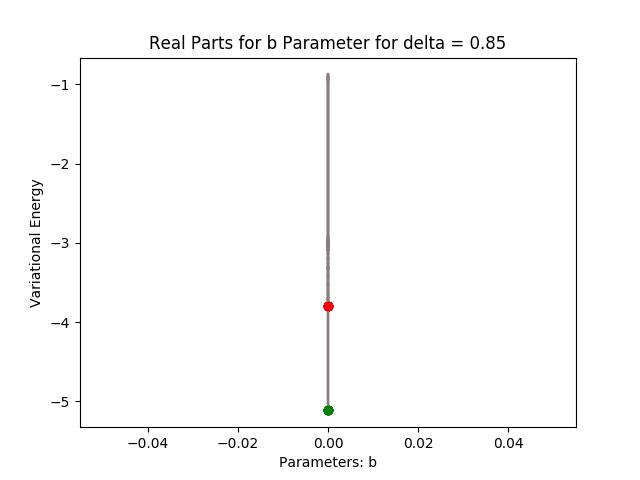 Real Parts for b Parameter for delta = 0.85
Variational Energy
−1
−2
−3
−4
−5
−0.04 −0.02 0.00 0.02 0.04
Parameters: b